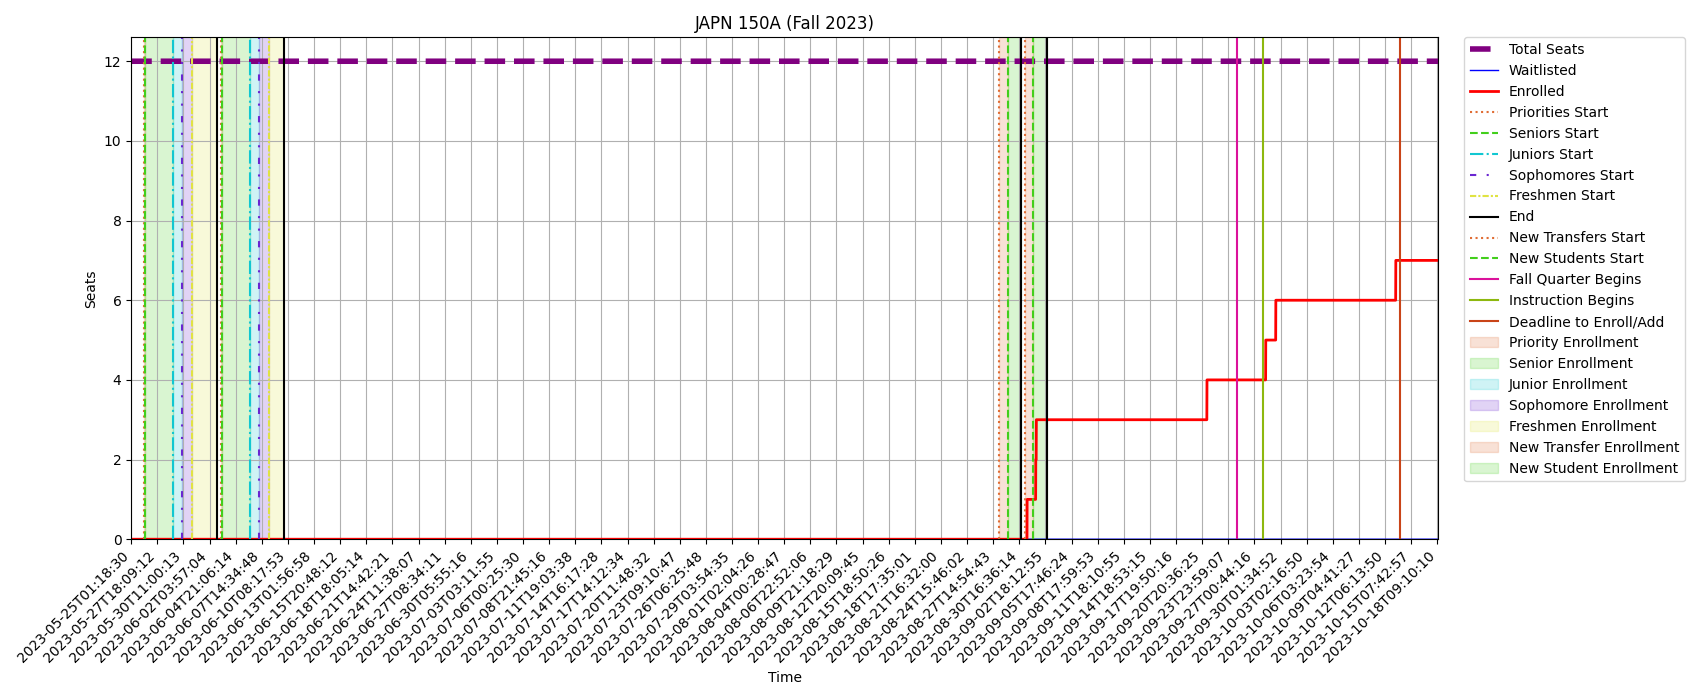 JAPN 150A (Fall 2023)
Seats
12
10
8
6
4
2
0
2023-05-25T01:18:30
2023-05-27T18:09:12
2023-05-30T11:00:13
2023-06-02T03:57:04
2023-06-04T21:06:14
2023-06-07T14:34:48
2023-06-10T08:17:53
2023-06-13T01:56:58
2023-06-15T20:48:12
2023-06-18T18:05:14
2023-06-21T14:42:21
2023-06-24T11:38:07
2023-06-27T08:34:11
2023-06-30T05:55:16
2023-07-03T03:11:55
2023-07-06T00:25:30
2023-07-08T21:45:16
2023-07-11T19:03:38
2023-07-14T16:17:28
2023-07-17T14:12:34
2023-07-20T11:48:32
2023-07-23T09:10:47
2023-07-26T06:25:48
2023-07-29T03:54:35
2023-08-01T02:04:26
2023-08-04T00:28:47
2023-08-06T22:52:06
2023-08-09T21:18:29
2023-08-12T20:09:45
2023-08-15T18:50:26
2023-08-18T17:35:01
2023-08-21T16:32:00
2023-08-24T15:46:02
2023-08-27T14:54:43
2023-08-30T16:36:14
2023-09-02T18:12:55
2023-09-05T17:46:24
2023-09-08T17:59:53
2023-09-11T18:10:55
2023-09-14T18:53:15
2023-09-17T19:50:16
2023-09-20T20:36:25
2023-09-23T23:59:07
2023-09-27T00:44:16
2023-09-30T01:34:52
2023-10-03T02:16:50
2023-10-06T03:23:54
2023-10-09T04:41:27
2023-10-12T06:13:50
2023-10-15T07:42:57
2023-10-18T09:10:10
Time
Total Seats
Waitlisted
Enrolled
Priorities Start
Seniors Start
Juniors Start
Sophomores Start
Freshmen Start
End
New Transfers Start
New Students Start
Fall Quarter Begins
Instruction Begins
Deadline to Enroll/Add
Priority Enrollment
Senior Enrollment
Junior Enrollment
Sophomore Enrollment
Freshmen Enrollment
New Transfer Enrollment
New Student Enrollment